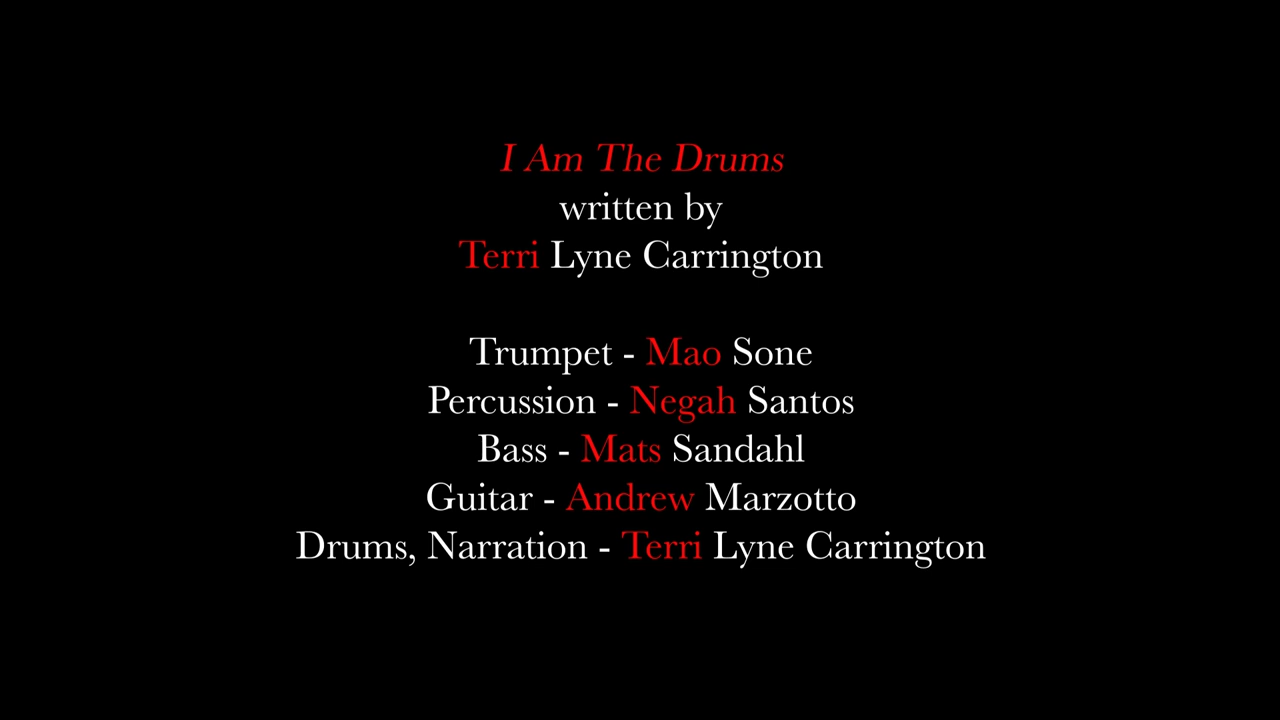 I Am The Drums
written by
Terri Lyne Carrington
Trumpet - Mao Sone
Percussion - Negah Santos
Bass - Mats Sandahl
Guitar - Andrew Marzotto
Drums, Narration - Terri Lyne Carrington